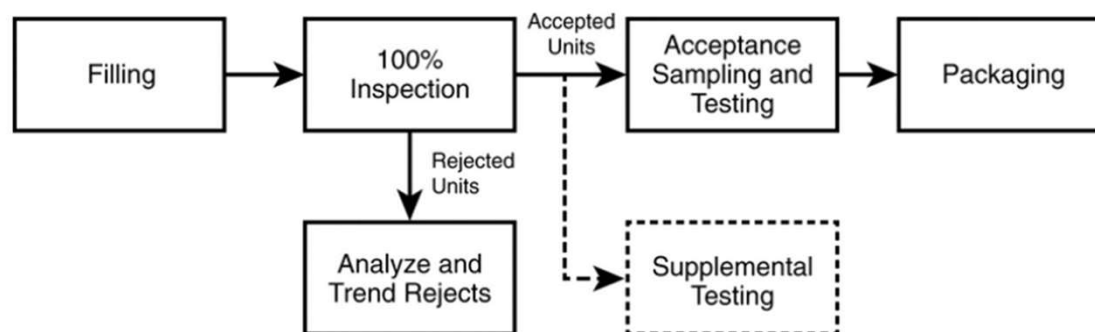 Filling
100%
Inspection
Accepted
Units
Acceptance
Sampling and
Testing
Packaging
Rejected
Units
Analyze and
Trend Rejects
Supplemental
Testing